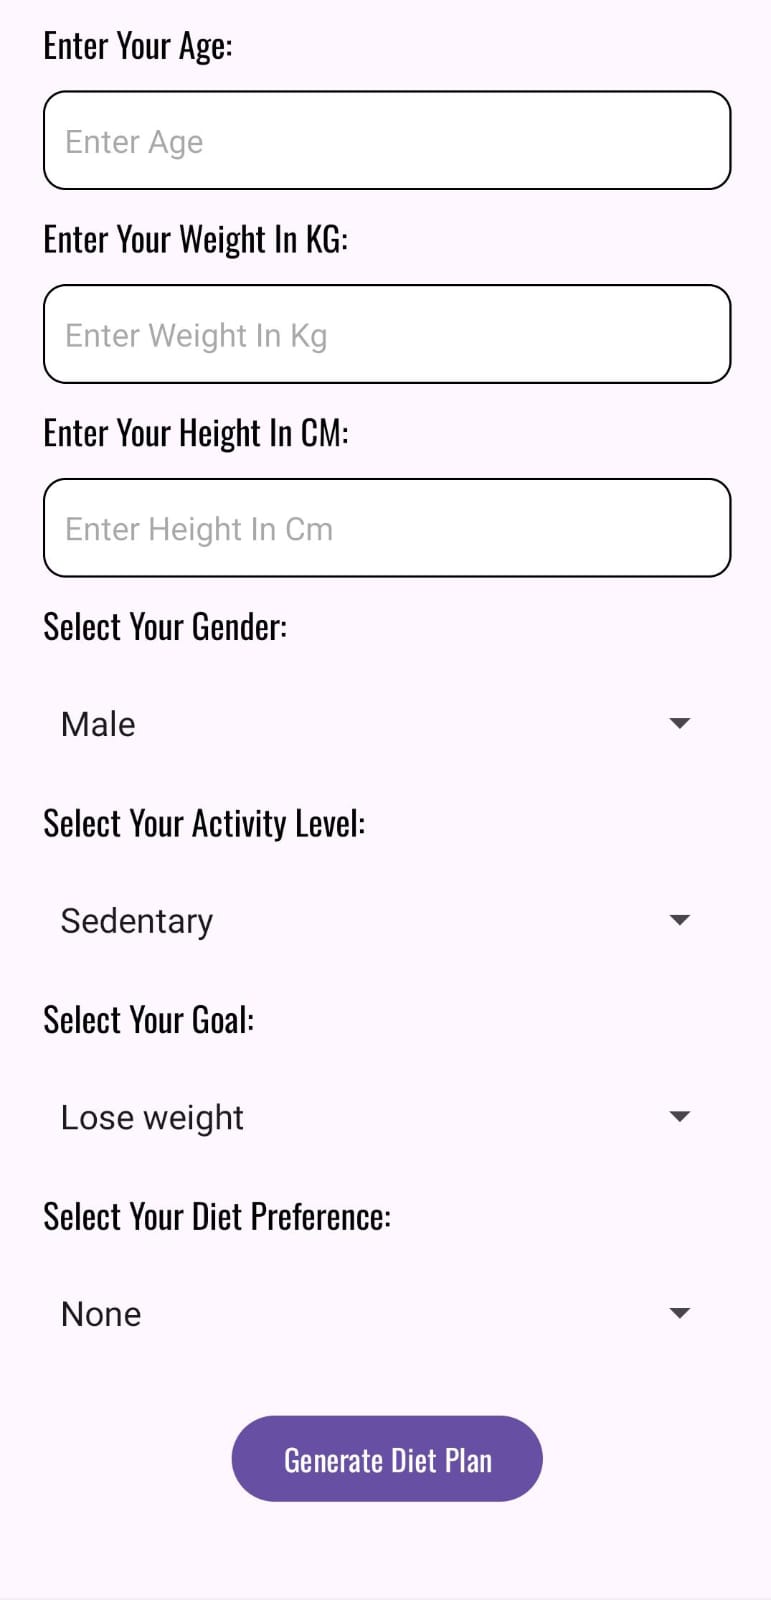 Enter Your Age:
Enter Age
Enter Your Weight In KG:
Enter Weight In Kg
Enter Your Height In CM:
Enter Height In Cm
Select Your Gender:
Male
Select Your Activity Level:
Sedentary
Select Your Goal:
Lose weight
Select Your Diet Preference:
None
Generate Diet Plan